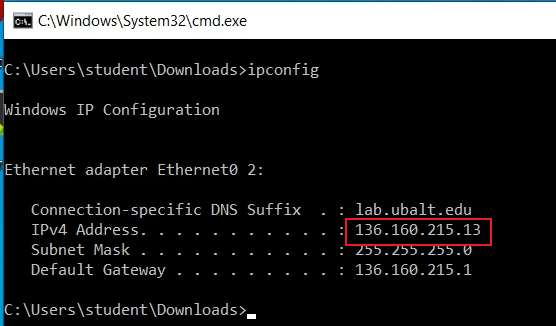 C:\Windows\System32\cmd.exe
C:\Users\student\Downloads>ipconfig
Windows IP Configuration
Ethernet adapter Ethernet0 2:
Connection-specific DNS Suffix  . : lab.ubalt.edu
IPv4 Address. . . . . . . . . . . : 136.160.215.13
Subnet Mask . . . . . . . . . . . : 255.255.255.0
Default Gateway . . . . . . . . . : 136.160.215.1
C:\Users\student\Downloads>